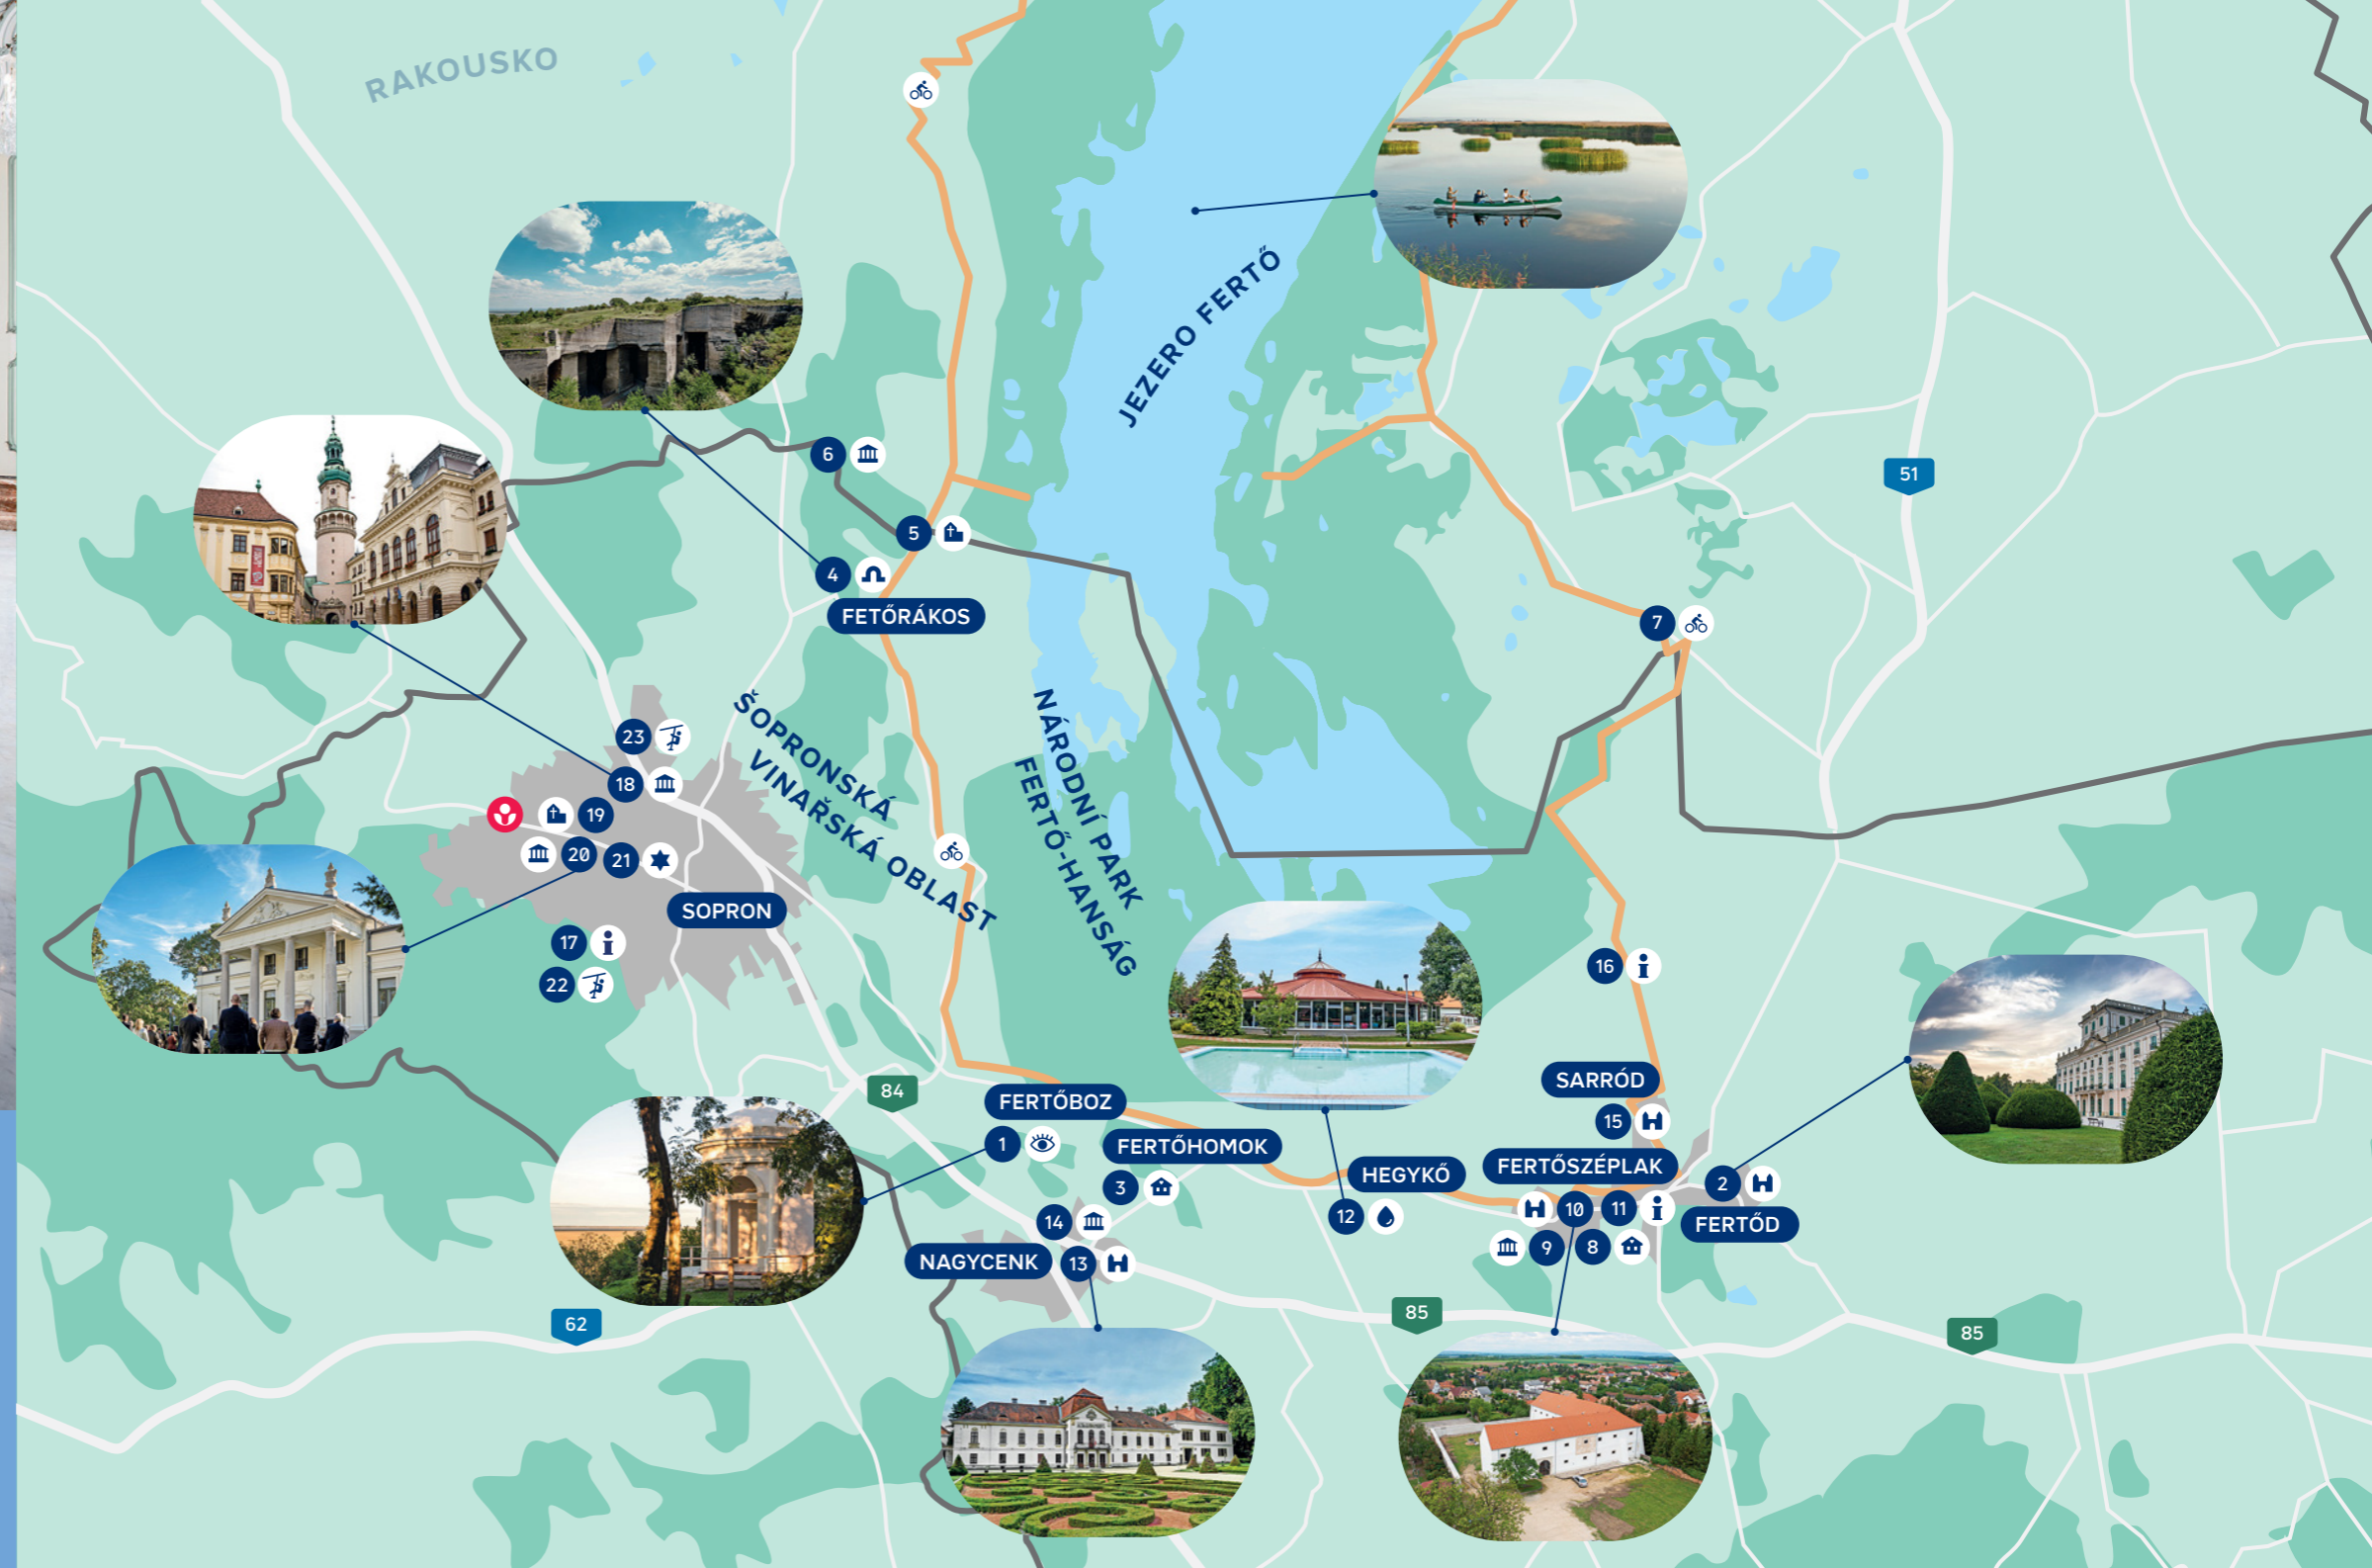 RAKOUSKO
JEZERO FERTŐ
6
51
5
4
FETŐRÁKOS
7
23
ŠOPRONSKÁ
VINAŘSKÁ OBLAST
NÁRODNÍ PARK
FERTŐ-HANSÁG
18
19
20
21
SOPRON
17
22
16
84
SARRÓD
15
FERTŐBOZ
1
FERTŐHOMOK
3
HEGYKŐ
12
FERTŐSZÉPLAK
10
11
9
8
2
FERTŐD
14
NAGYCENK
13
62
85
85